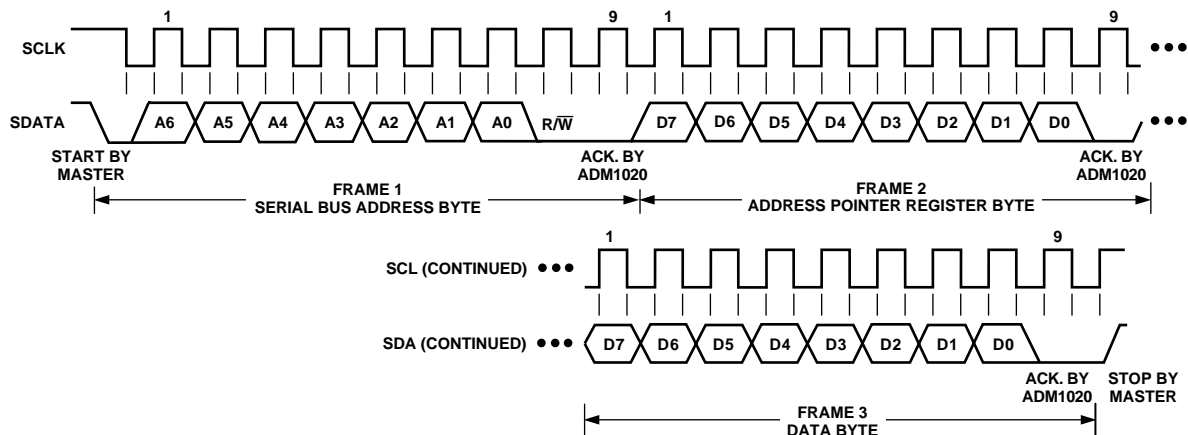 1 9 1 9
SCLK
SDATA A6 A5 A4 A3 A2 A1 A0 R/W̅ D7 D6 D5 D4 D3 D2 D1 D0
START BY
MASTER
ACK. BY
ADM1020
ACK. BY
ADM1020
FRAME 1
SERIAL BUS ADDRESS BYTE
FRAME 2
ADDRESS POINTER REGISTER BYTE
1 9
SCL (CONTINUED)
SDA (CONTINUED) D7 D6 D5 D4 D3 D2 D1 D0
ACK. BY
ADM1020
STOP BY
MASTER
FRAME 3
DATA BYTE